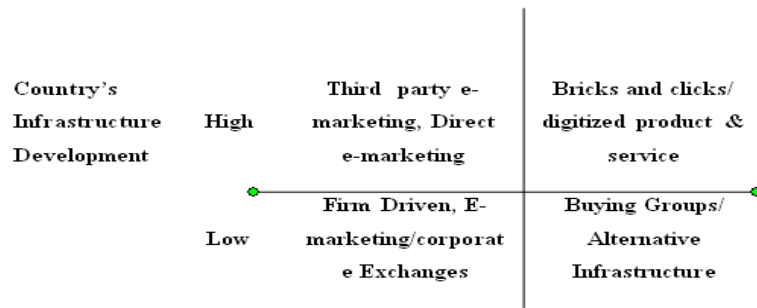 Country's
Infrastructure
Development
High
Third party e-
marketing, Direct
e-marketing
Bricks and clicks/
digitized product &
service
Low
Firm Driven, E-
marketing/corporat
e Exchanges
Buying Groups/
Alternative
Infrastructure